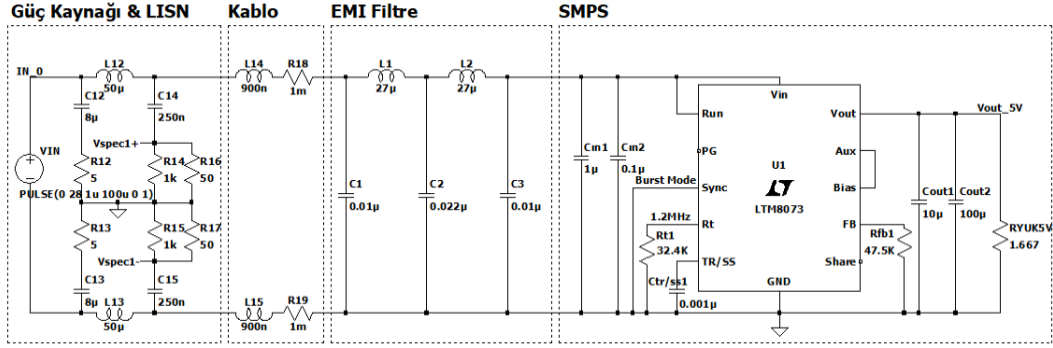 Güç Kaynağı & LISN
Kablo
EMI Filtre
SMPS
IN_0
L12
50µ
C12
8µ
C14
250n
Vspec1+
R12
5
R14
1k
R16
50
VIN
PULSE(0 28 1u 100u 0 1)
R13
5
R15
1k
R17
50
Vspec1-
C13
8µ
C15
250n
L13
50µ
L14
900n
R18
1m
L15
900n
R19
1m
L1
27µ
L2
27µ
C1
0.01µ
C2
0.022µ
C3
0.01µ
Cın1
1µ
Cın2
0.1µ
Burst Mode
1.2MHz
Rt1
32.4K
Ctr/ss1
0.001µ
Vin
Run
PG
Sync
Rt
TR/SS
GND
U1
LTM8073
Vout
Aux
Bias
FB
Share
Rfb1
47.5K
Vout_5V
Cout1
10µ
Cout2
100µ
RYUK5V
1.667